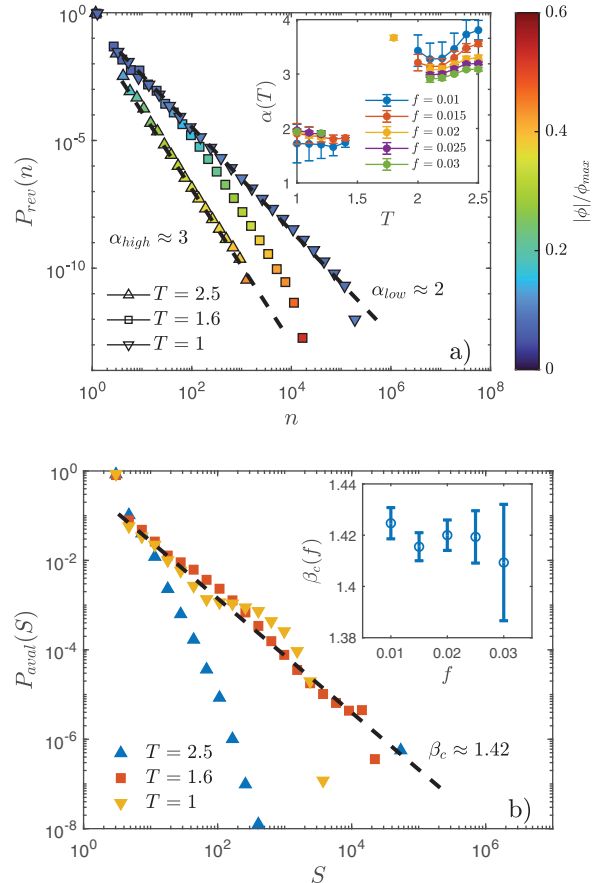 a)
P_rev(n)
10^0
10^-5
10^-10
10^0
10^2
10^4
10^6
10^8
n
α_high ≈ 3
α_low ≈ 2
T = 2.5
T = 1.6
T = 1
α(T)
4
3
2
1
1
1.5
2
2.5
T
f = 0.01
f = 0.015
f = 0.02
f = 0.025
f = 0.03
0.6
0.4
0.2
0
|ϕ|/ϕ_max
b)
P_aval(S)
10^0
10^-2
10^-4
10^-6
10^-8
10^0
10^2
10^4
10^6
S
β_c ≈ 1.42
T = 2.5
T = 1.6
T = 1
β_c(f)
1.44
1.42
1.4
1.38
0.01
0.02
0.03
f